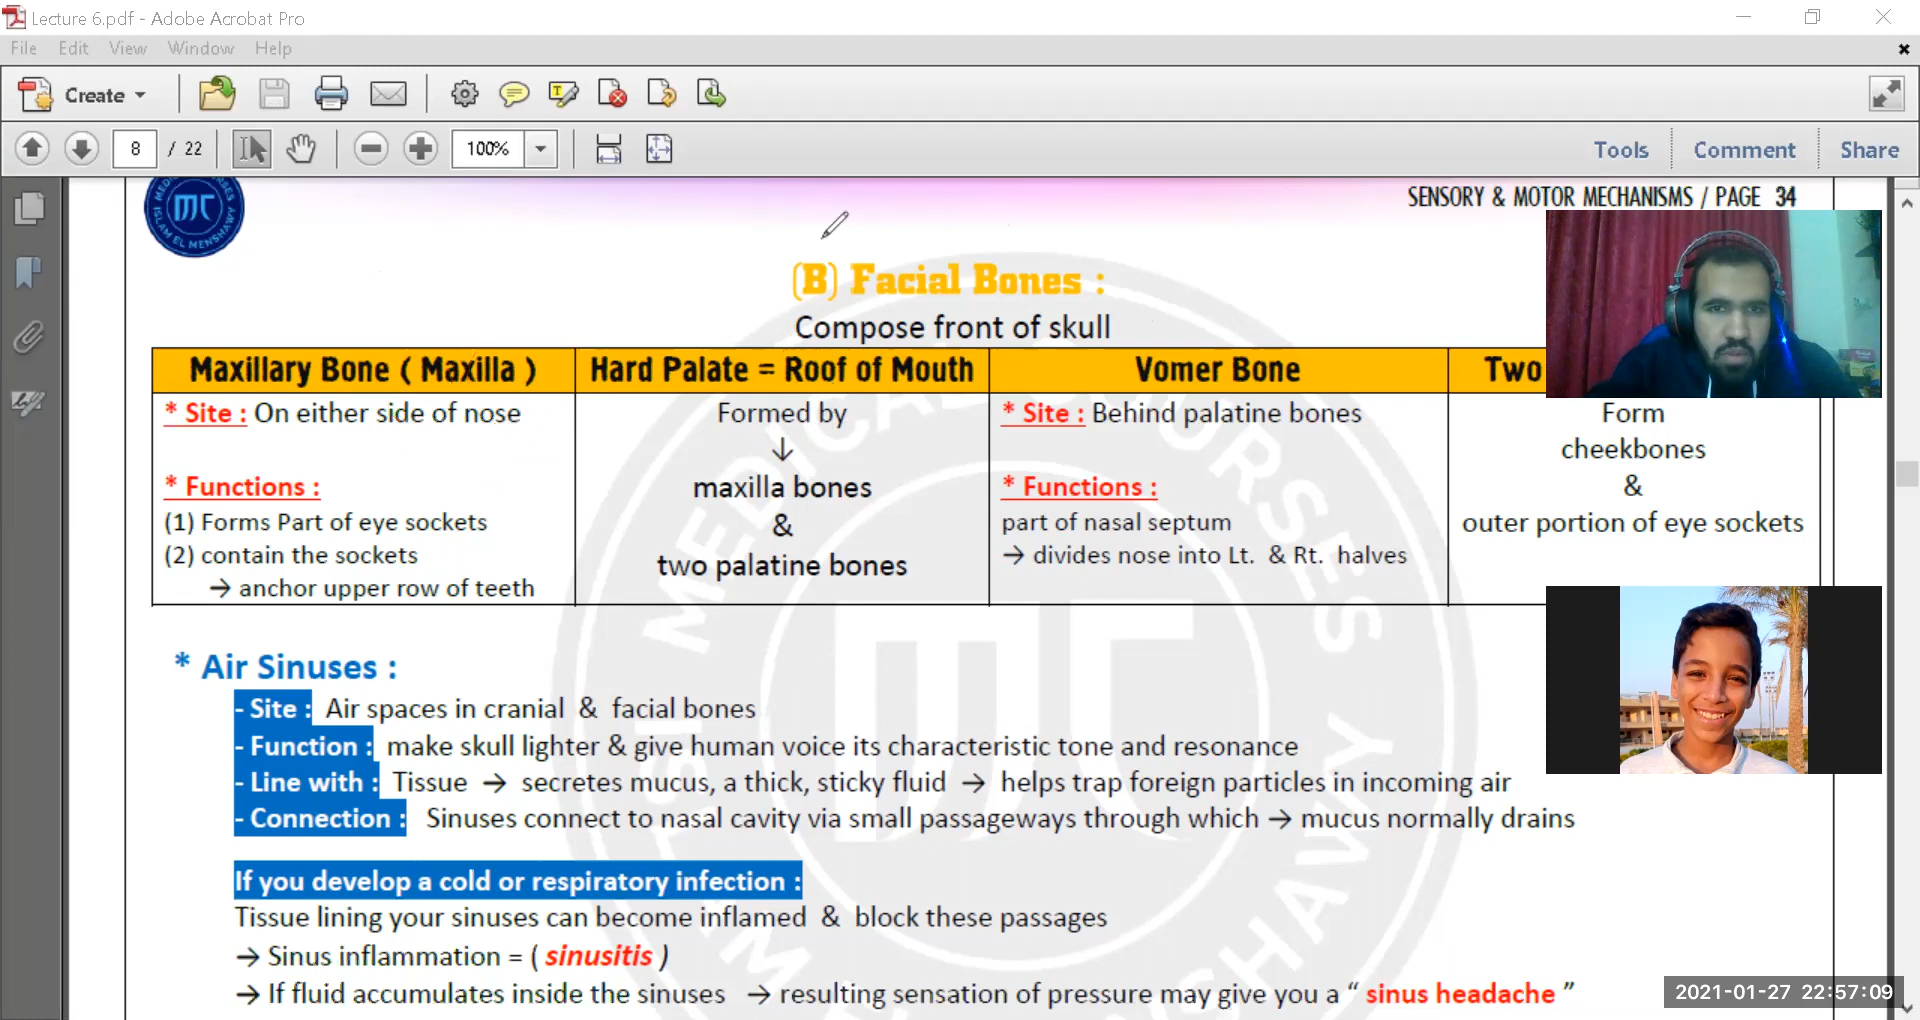 Lecture 6.pdf - Adobe Acrobat Pro
File Edit View Window Help
Create
8 / 22 100% Tools Comment Share
MEDICAL COURSES
MC
ISLAM EL MENSHAWY
SENSORY & MOTOR MECHANISMS / PAGE 34
(B) Facial Bones :
Compose front of skull
Maxillary Bone ( Maxilla )
* Site : On either side of nose
* Functions :
(1) Forms Part of eye sockets
(2) contain the sockets
→ anchor upper row of teeth
Hard Palate = Roof of Mouth
Formed by
↓
maxilla bones
&
two palatine bones
Vomer Bone
* Site : Behind palatine bones
* Functions :
part of nasal septum
→ divides nose into Lt. & Rt. halves
Two
Form
cheekbones
&
outer portion of eye sockets
* Air Sinuses :
- Site : Air spaces in cranial & facial bones
- Function : make skull lighter & give human voice its characteristic tone and resonance
- Line with : Tissue → secretes mucus, a thick, sticky fluid → helps trap foreign particles in incoming air
- Connection : Sinuses connect to nasal cavity via small passageways through which → mucus normally drains
If you develop a cold or respiratory infection :
Tissue lining your sinuses can become inflamed & block these passages
→ Sinus inflammation = ( sinusitis )
→ If fluid accumulates inside the sinuses → resulting sensation of pressure may give you a “ sinus headache ”
2021-01-27 22:57:09